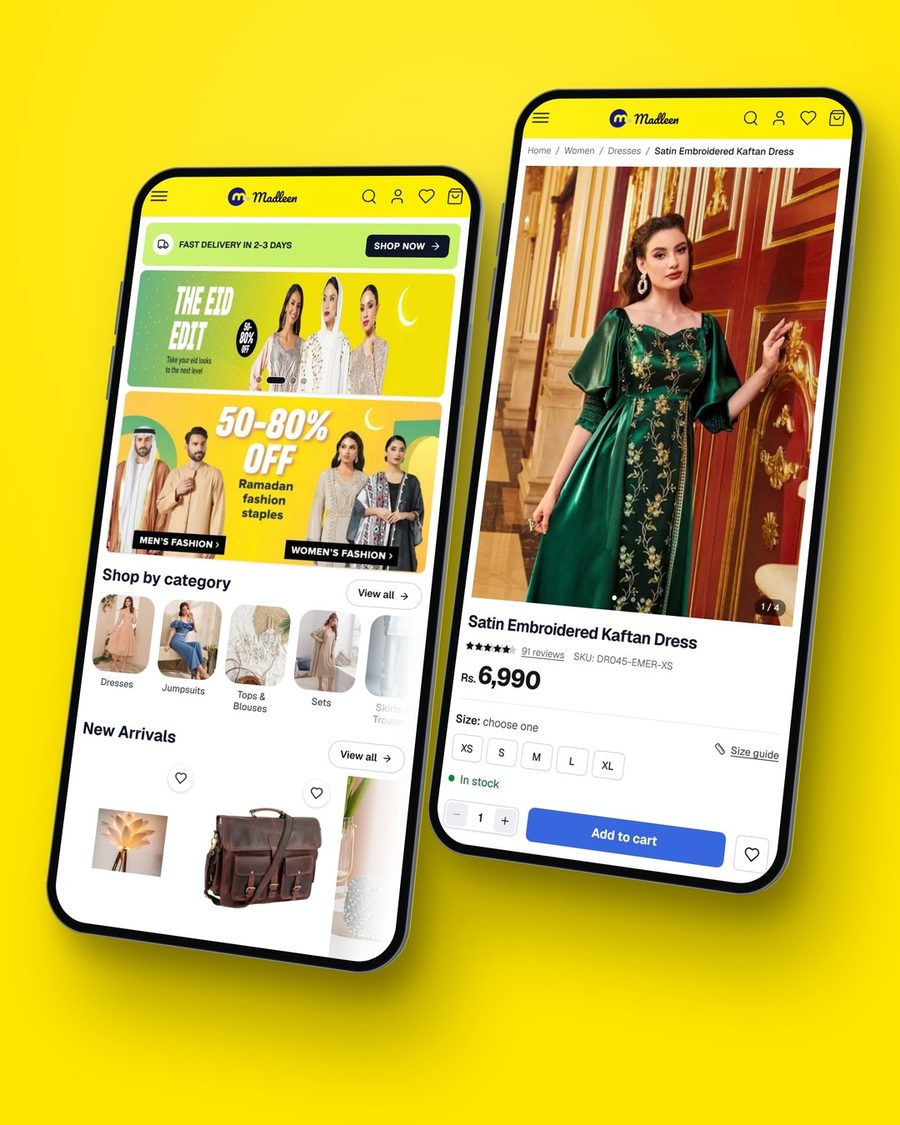 Madleen
FAST DELIVERY IN 2-3 DAYS
SHOP NOW
THE EID
EDIT
50-
80%
OFF
Take your eid looks
to the next level
50-80%
OFF
Ramadan
fashion
staples
MEN'S FASHION
WOMEN'S FASHION
Shop by category
View all
Dresses
Jumpsuits
Tops &
Blouses
Sets
Skirts &
Trousers
New Arrivals
View all
m Madleen
Home / Women / Dresses / Satin Embroidered Kaftan Dress
1 / 4
Satin Embroidered Kaftan Dress
91 reviews SKU: DR045-EMER-XS
Rs. 6,990
Size: choose one
Size guide
XS S M L XL
In stock
− 1 +
Add to cart